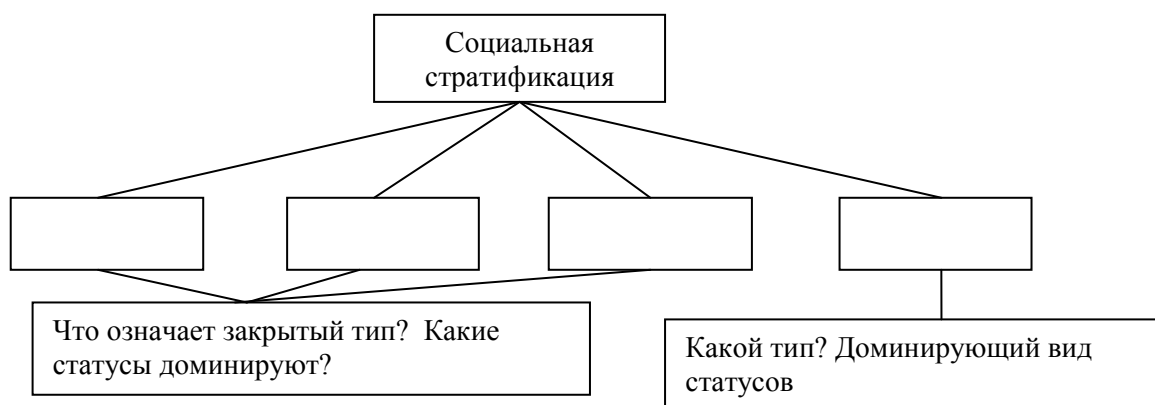 Социальная
стратификация
Что означает закрытый тип? Какие
статусы доминируют?
Какой тип? Доминирующий вид
статусов